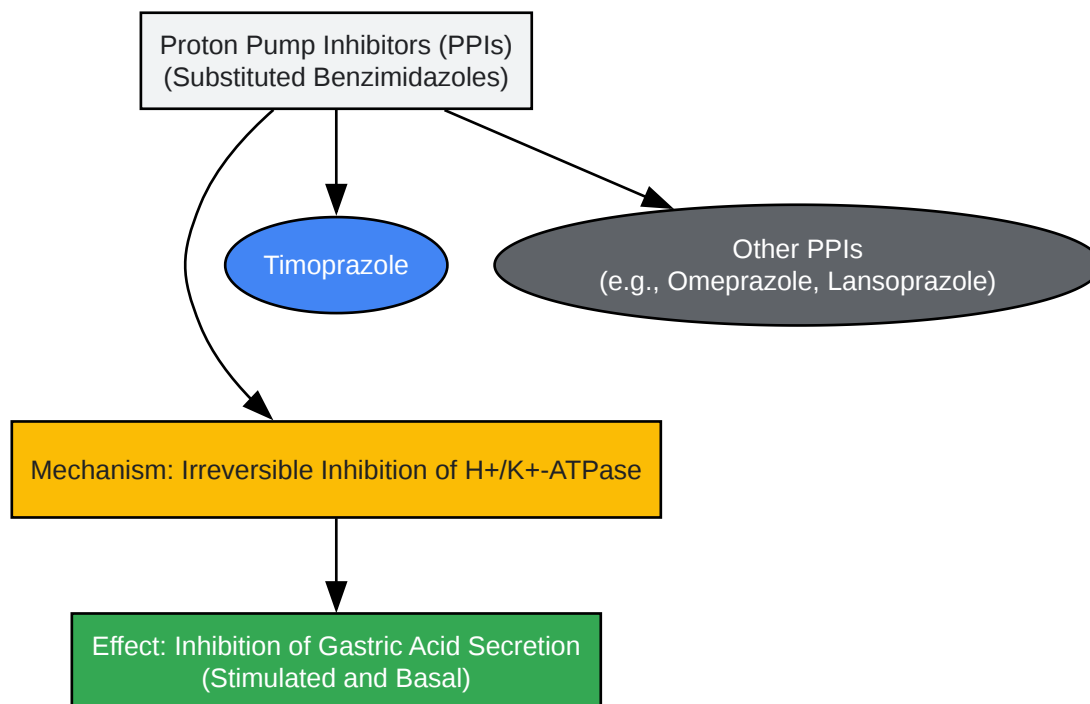 Proton Pump Inhibitors (PPIs)
(Substituted Benzimidazoles)
Timoprazole
Other PPIs
(e.g., Omeprazole, Lansoprazole)
Mechanism: Irreversible Inhibition of H+/K+-ATPase
Effect: Inhibition of Gastric Acid Secretion
(Stimulated and Basal)